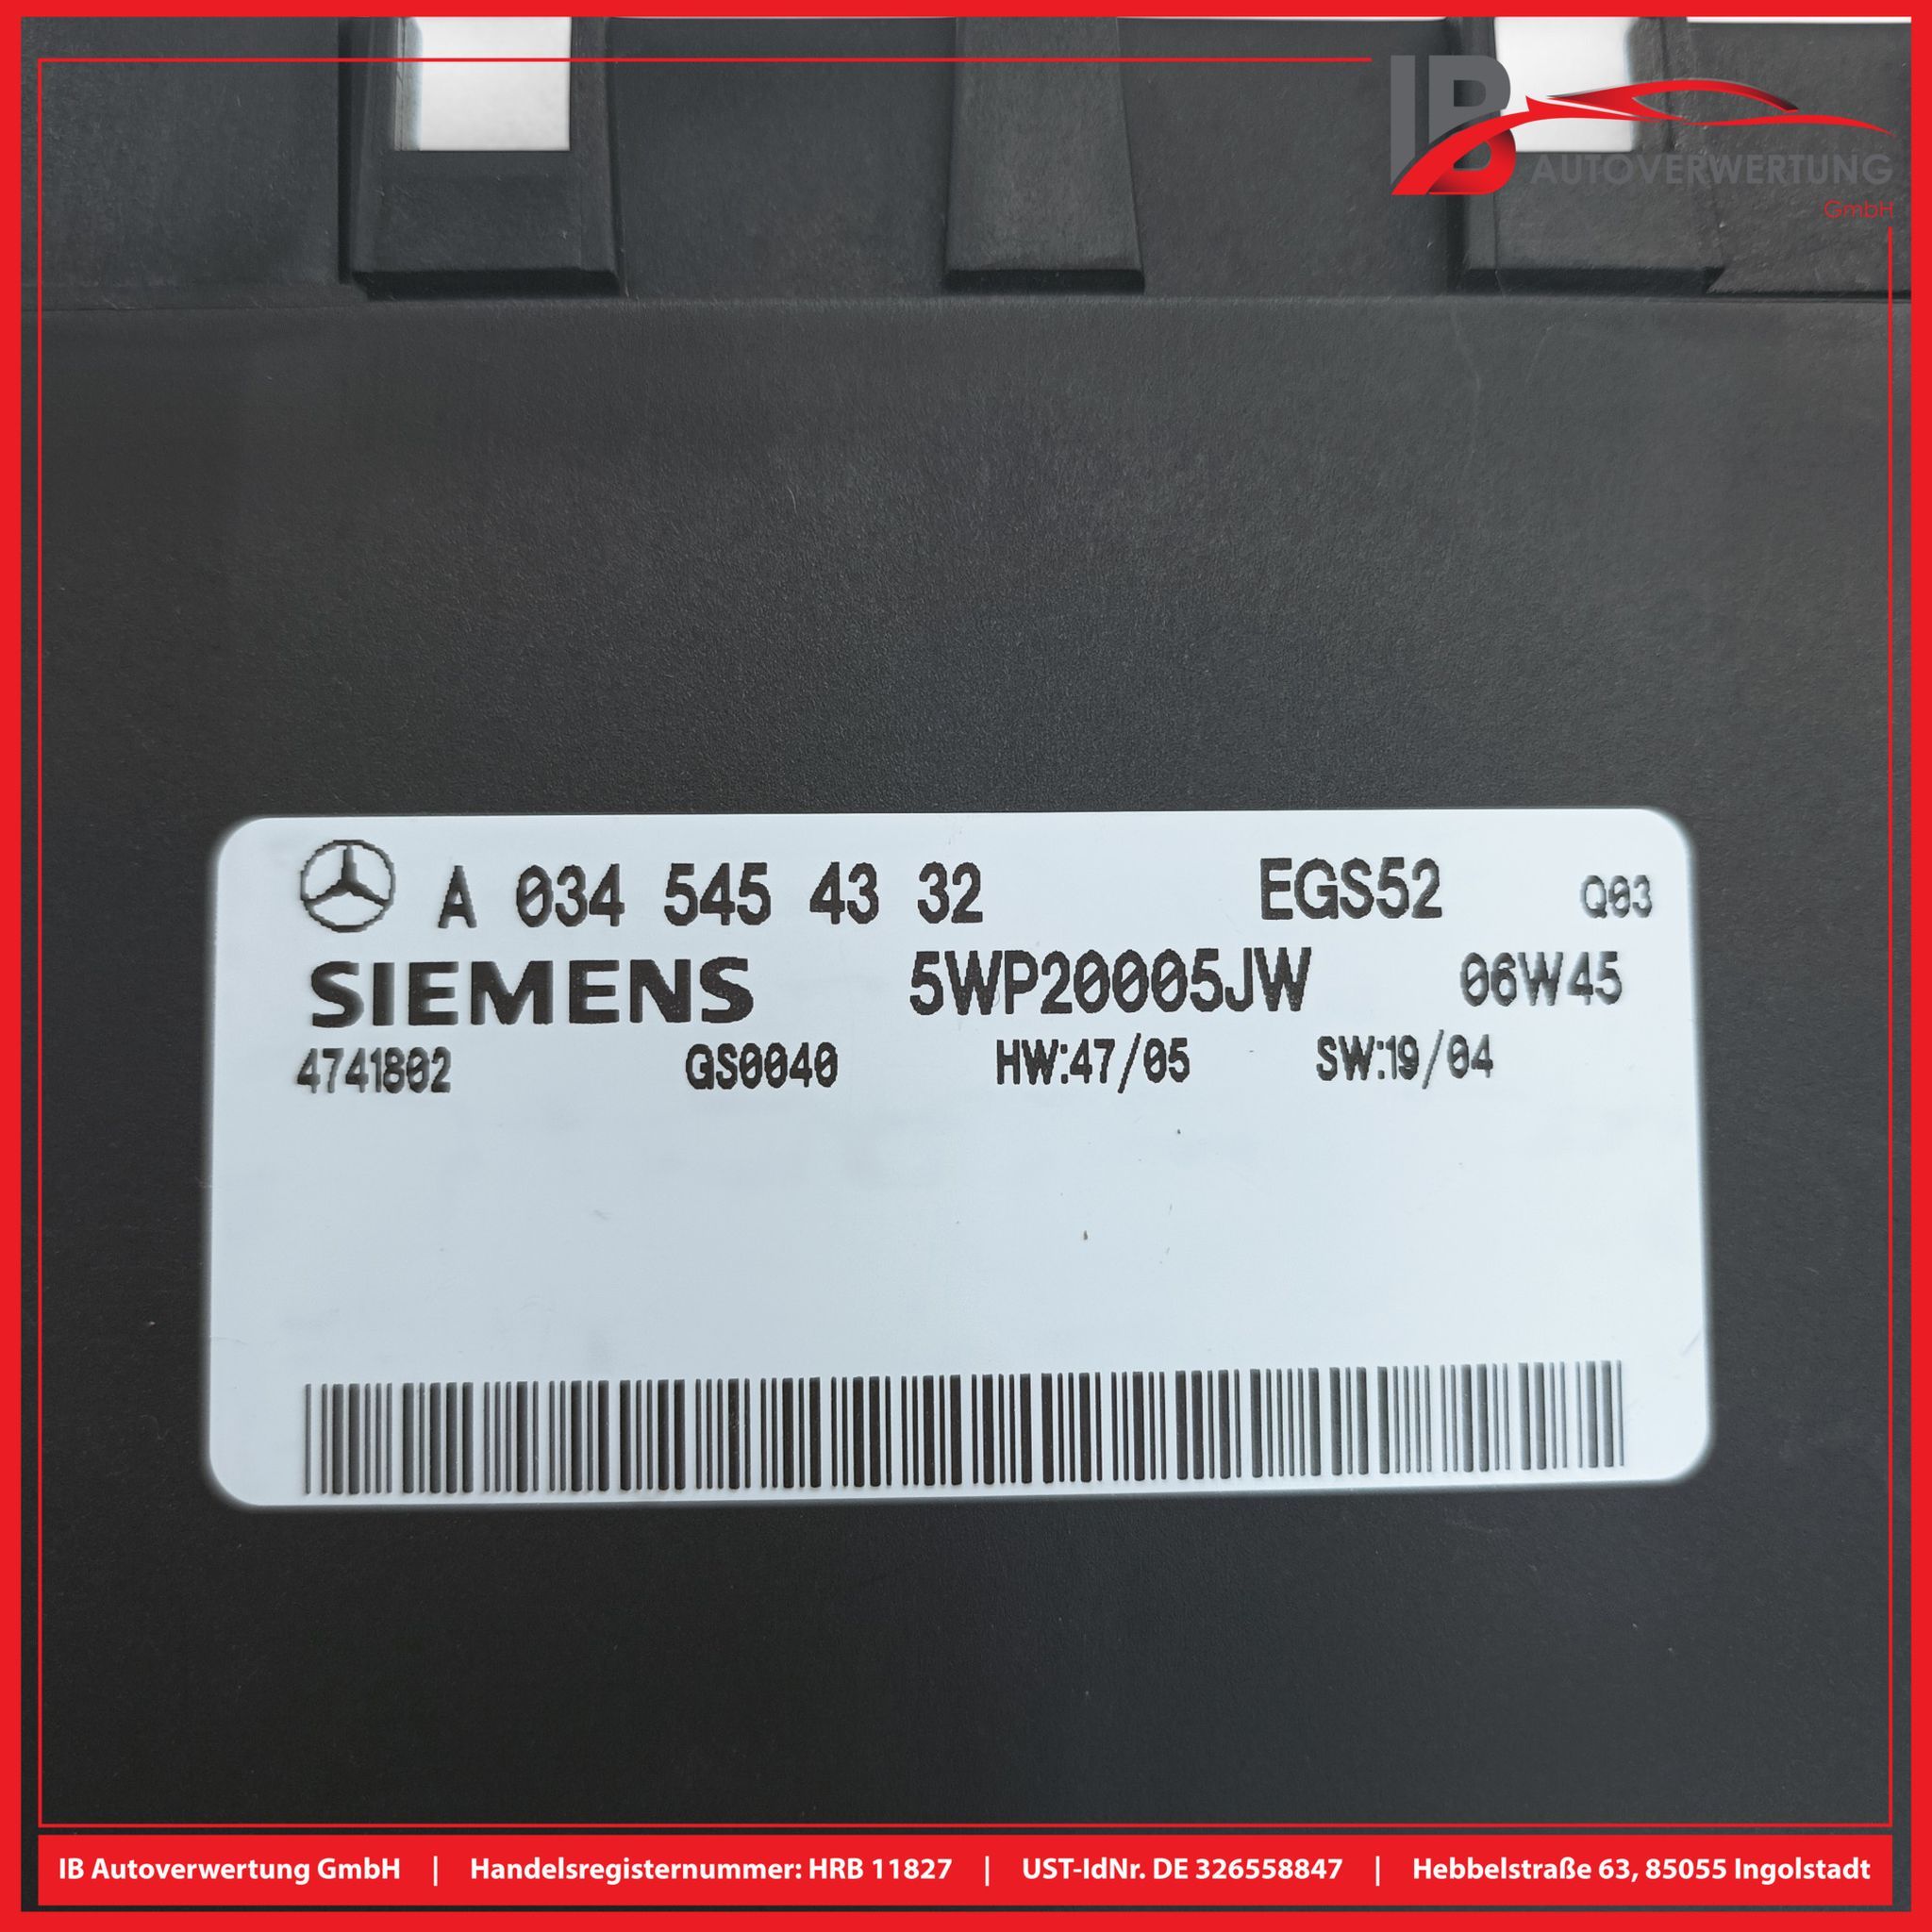 IB
AUTOVERWERTUNG
GmbH
A 034 545 43 32 EGS52 Q03
SIEMENS 5WP20005JW 06W45
4741802 GS0040 HW:47/05 SW:19/04
IB Autoverwertung GmbH | Handelsregisternummer: HRB 11827 | UST-IdNr. DE 326558847 | Hebbelstraße 63, 85055 Ingolstadt